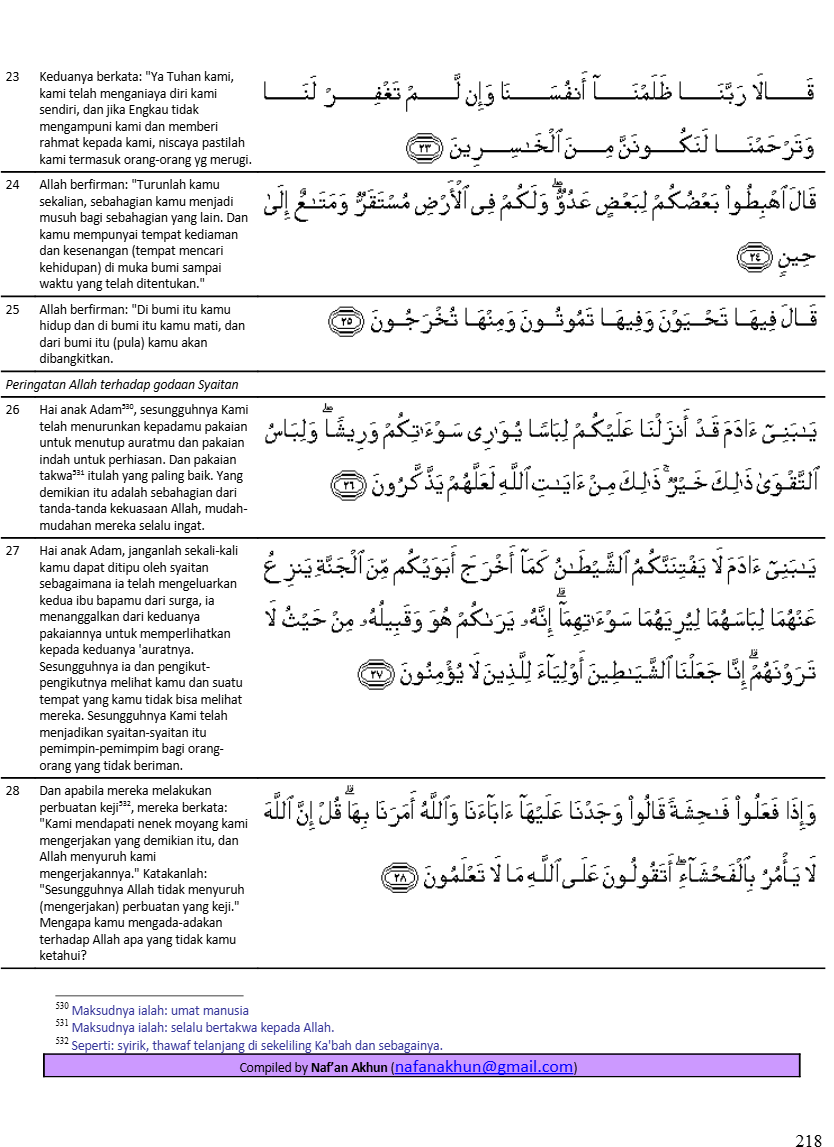 23 Keduanya berkata: "Ya Tuhan kami,
kami telah menganiaya diri kami
sendiri, dan jika Engkau tidak
mengampuni kami dan memberi
rahmat kepada kami, niscaya pastilah
kami termasuk orang-orang yg merugi.
قَالَا رَبَّنَا ظَلَمْنَآ أَنفُسَنَا وَإِن لَّمْ تَغْفِرْ لَنَا
وَتَرْحَمْنَا لَنَكُونَنَّ مِنَ ٱلْخَـٰسِرِينَ ٢٣
24 Allah berfirman: "Turunlah kamu
sekalian, sebahagian kamu menjadi
musuh bagi sebahagian yang lain. Dan
kamu mempunyai tempat kediaman
dan kesenangan (tempat mencari
kehidupan) di muka bumi sampai
waktu yang telah ditentukan."
قَالَ ٱهْبِطُوا۟ بَعْضُكُمْ لِبَعْضٍ عَدُوٌّ ۖ وَلَكُمْ فِى ٱلْأَرْضِ مُسْتَقَرٌّ وَمَتَـٰعٌ إِلَىٰ
حِينٍ ٢٤
25 Allah berfirman: "Di bumi itu kamu
hidup dan di bumi itu kamu mati, dan
dari bumi itu (pula) kamu akan
dibangkitkan.
قَالَ فِيهَا تَحْيَوْنَ وَفِيهَا تَمُوتُونَ وَمِنْهَا تُخْرَجُونَ ٢٥
Peringatan Allah terhadap godaan Syaitan
26 Hai anak Adam530, sesungguhnya Kami
telah menurunkan kepadamu pakaian
untuk menutup auratmu dan pakaian
indah untuk perhiasan. Dan pakaian
takwa531 itulah yang paling baik. Yang
demikian itu adalah sebahagian dari
tanda-tanda kekuasaan Allah, mudah-
mudahan mereka selalu ingat.
يَـٰبَنِىٓ ءَادَمَ قَدْ أَنزَلْنَا عَلَيْكُمْ لِبَاسًا يُوَٰرِى سَوْءَٰتِكُمْ وَرِيشًا ۖ وَلِبَاسُ
ٱلتَّقْوَىٰ ذَٰلِكَ خَيْرٌ ۚ ذَٰلِكَ مِنْ ءَايَـٰتِ ٱللَّهِ لَعَلَّهُمْ يَذَّكَّرُونَ ٢٦
27 Hai anak Adam, janganlah sekali-kali
kamu dapat ditipu oleh syaitan
sebagaimana ia telah mengeluarkan
kedua ibu bapamu dari surga, ia
menanggalkan dari keduanya
pakaiannya untuk memperlihatkan
kepada keduanya 'auratnya.
Sesungguhnya ia dan pengikut-
pengikutnya melihat kamu dan suatu
tempat yang kamu tidak bisa melihat
mereka. Sesungguhnya Kami telah
menjadikan syaitan-syaitan itu
pemimpin-pemimpim bagi orang-
orang yang tidak beriman.
يَـٰبَنِىٓ ءَادَمَ لَا يَفْتِنَنَّكُمُ ٱلشَّيْطَـٰنُ كَمَآ أَخْرَجَ أَبَوَيْكُم مِّنَ ٱلْجَنَّةِ يَنزِعُ
عَنْهُمَا لِبَاسَهُمَا لِيُرِيَهُمَا سَوْءَٰتِهِمَآ ۗ إِنَّهُۥ يَرَىٰكُمْ هُوَ وَقَبِيلُهُۥ مِنْ حَيْثُ لَا
تَرَوْنَهُمْ ۗ إِنَّا جَعَلْنَا ٱلشَّيَـٰطِينَ أَوْلِيَآءَ لِلَّذِينَ لَا يُؤْمِنُونَ ٢٧
28 Dan apabila mereka melakukan
perbuatan keji532, mereka berkata:
"Kami mendapati nenek moyang kami
mengerjakan yang demikian itu, dan
Allah menyuruh kami
mengerjakannya." Katakanlah:
"Sesungguhnya Allah tidak menyuruh
(mengerjakan) perbuatan yang keji."
Mengapa kamu mengada-adakan
terhadap Allah apa yang tidak kamu
ketahui?
وَإِذَا فَعَلُوا۟ فَـٰحِشَةً قَالُوا۟ وَجَدْنَا عَلَيْهَآ ءَابَآءَنَا وَٱللَّهُ أَمَرَنَا بِهَا ۗ قُلْ إِنَّ ٱللَّهَ
لَا يَأْمُرُ بِٱلْفَحْشَآءِ ۖ أَتَقُولُونَ عَلَى ٱللَّهِ مَا لَا تَعْلَمُونَ ٢٨
530 Maksudnya ialah: umat manusia
531 Maksudnya ialah: selalu bertakwa kepada Allah.
532 Seperti: syirik, thawaf telanjang di sekeliling Ka'bah dan sebagainya.
Compiled by Naf’an Akhun (nafanakhun@gmail.com)
218